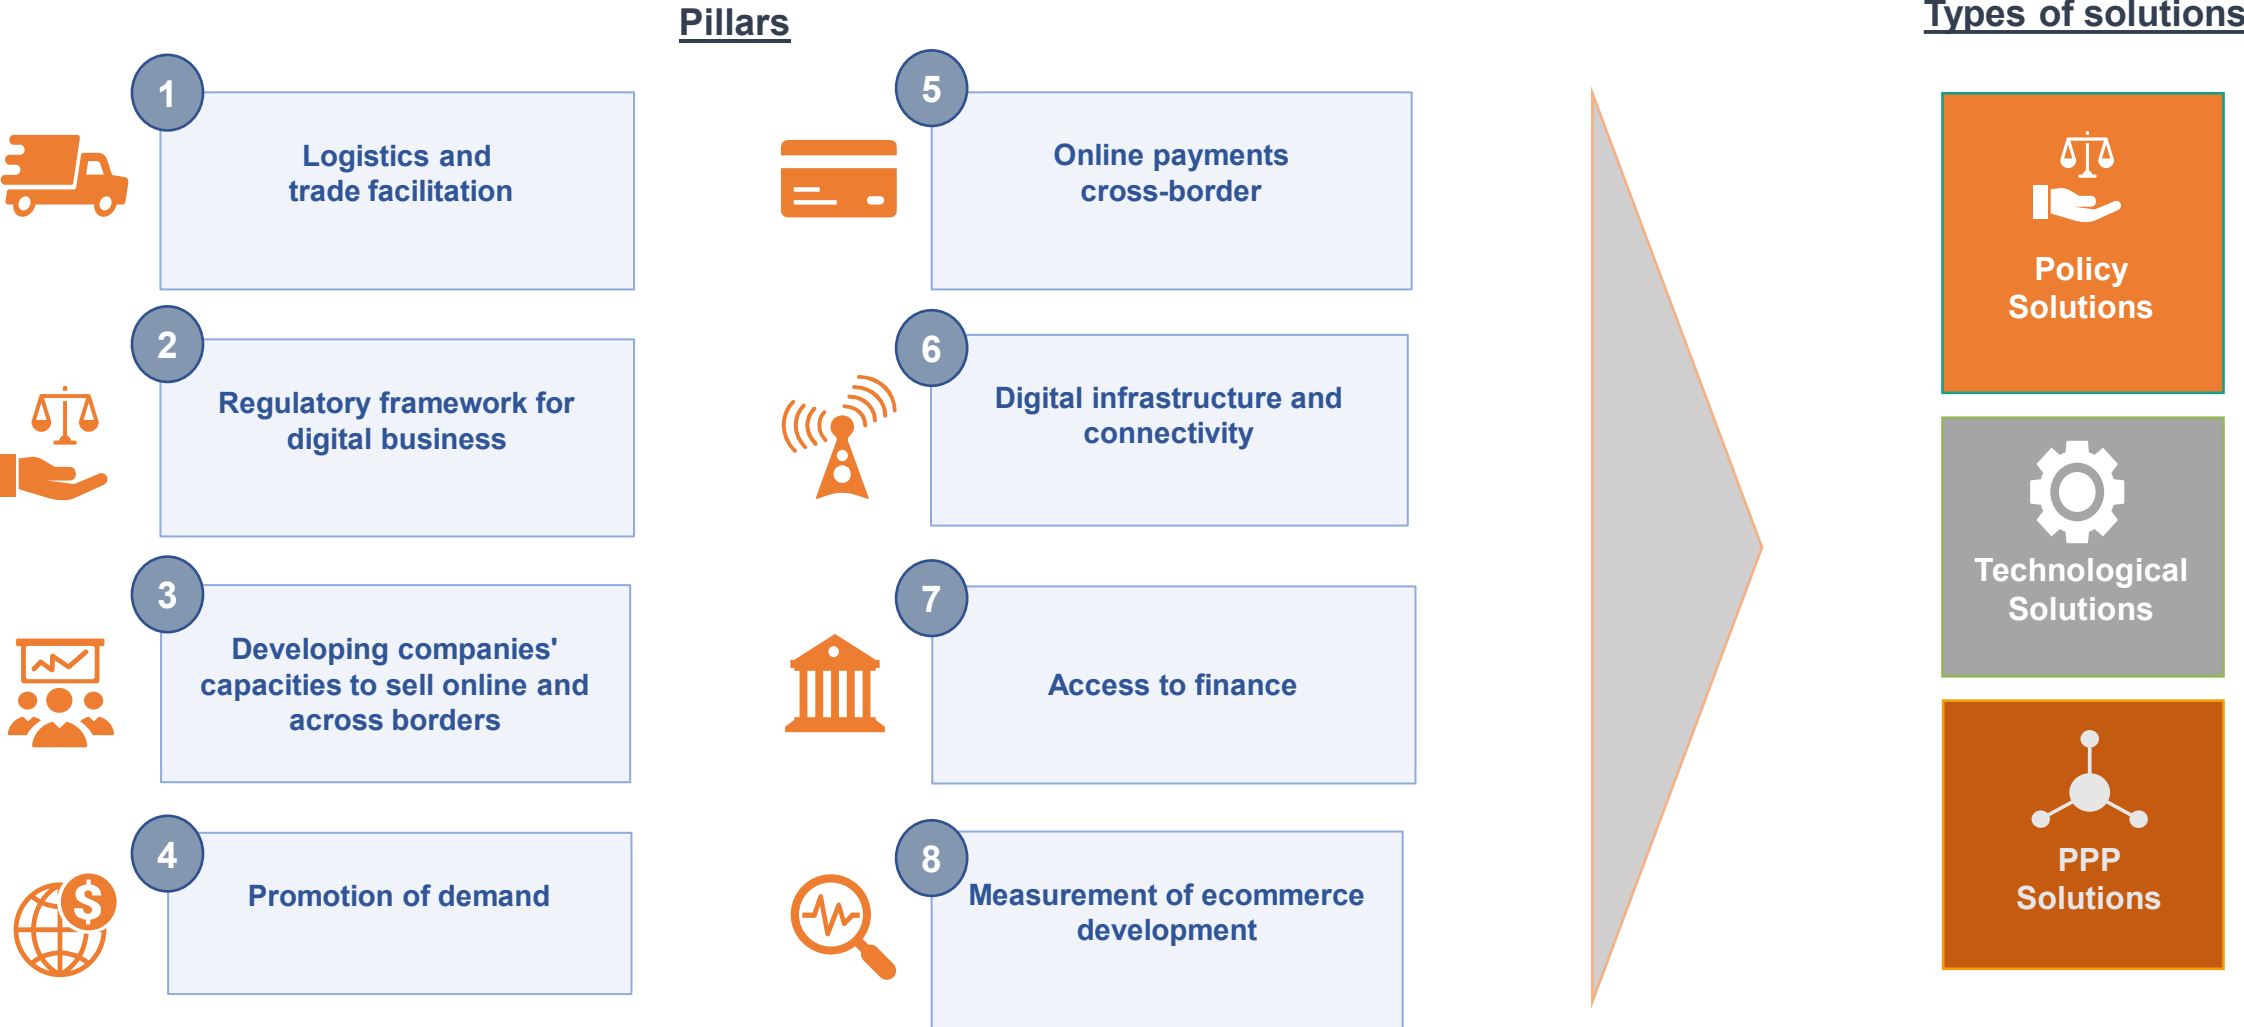 Pillars
Types of solutions
1
Logistics and
trade facilitation
2
Regulatory framework for
digital business
3
Developing companies'
capacities to sell online and
across borders
4
$
Promotion of demand
5
Online payments
cross-border
6
Digital infrastructure and
connectivity
7
Access to finance
8
Measurement of ecommerce
development
Policy
Solutions
Technological
Solutions
PPP
Solutions